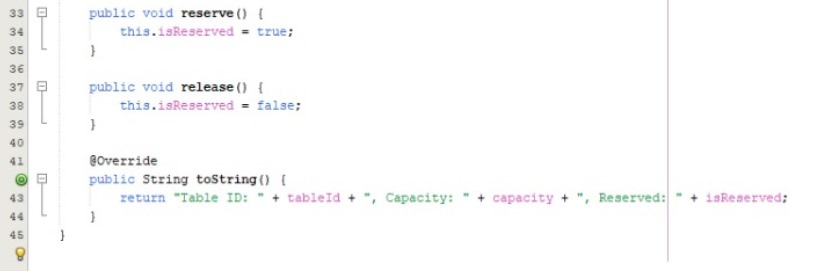 33 public void reserve() {
34 this.isReserved = true;
35 }
36
37 public void release() {
38 this.isReserved = false;
39 }
40
41 @Override
public String toString() {
43 return "Table ID: " + tableId + ", Capacity: " + capacity + ", Reserved: " + isReserved;
44 }
45 }